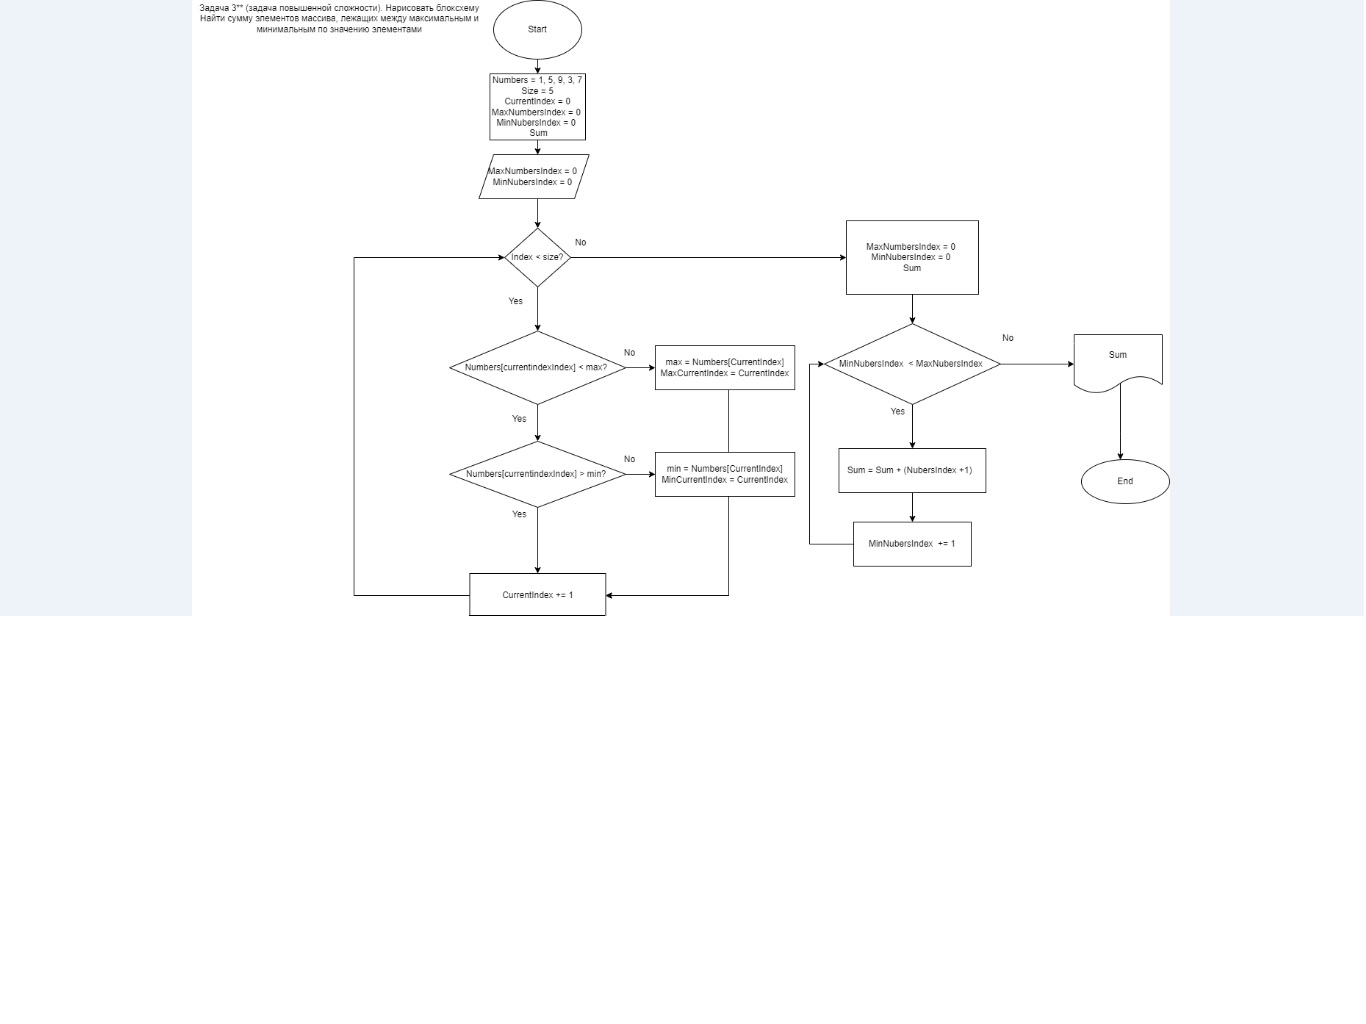 Задача 3** (задача повышенной сложности). Нарисовать блоксхему
Найти сумму элементов массива, лежащих между максимальным и
минимальным по значению элементами
Start
Numbers = 1, 5, 9, 3, 7
Size = 5
CurrentIndex = 0
MaxNumbersIndex = 0
MinNubersIndex = 0
Sum
MaxNumbersIndex = 0
MinNubersIndex = 0
Index < size?
No
Yes
MaxNumbersIndex = 0
MinNubersIndex = 0
Sum
Numbers[currentindexIndex] < max?
No
Yes
max = Numbers[CurrentIndex]
MaxCurrentIndex = CurrentIndex
Numbers[currentindexIndex] > min?
No
Yes
min = Numbers[CurrentIndex]
MinCurrentIndex = CurrentIndex
CurrentIndex += 1
MinNubersIndex < MaxNubersIndex
No
Yes
Sum
Sum = Sum + (NubersIndex +1)
MinNubersIndex += 1
End